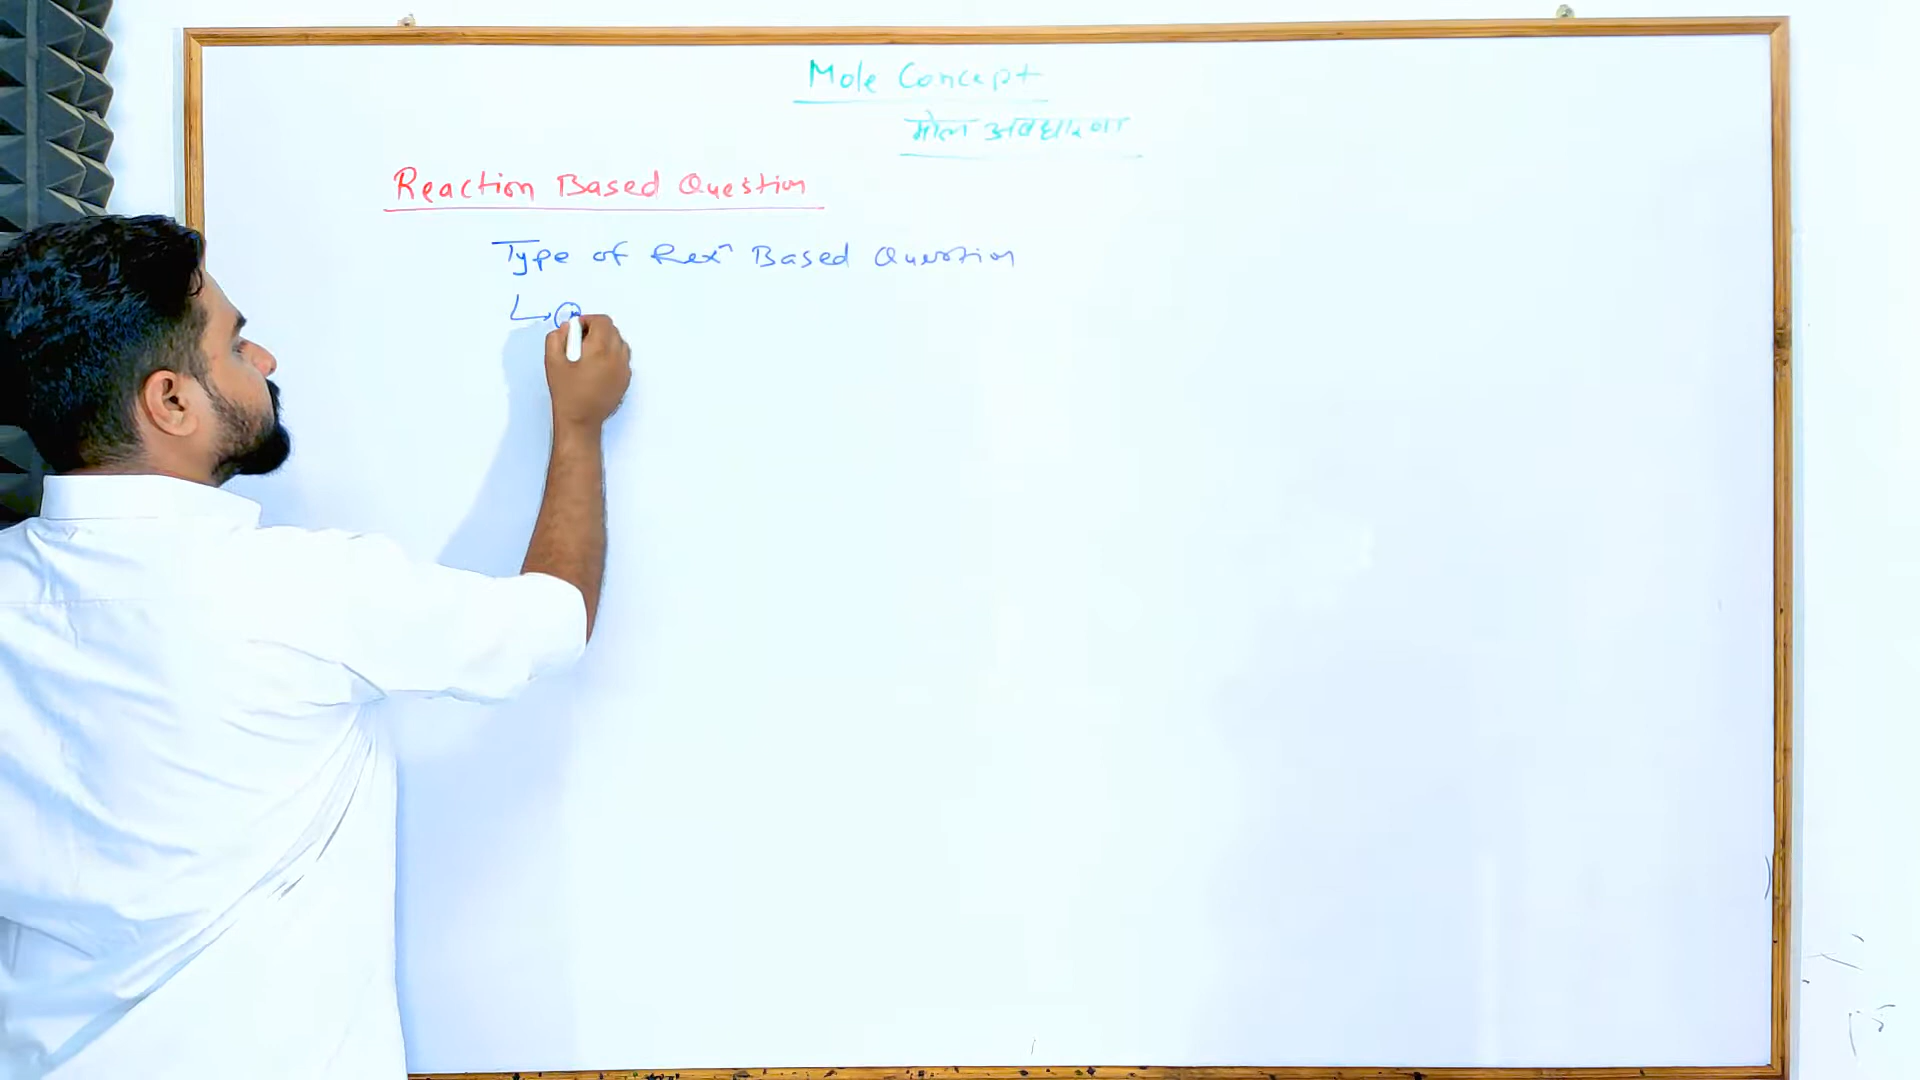 Mole Concept
मोल अवधारणा
Reaction Based Question
Type of Rexⁿ Based Question